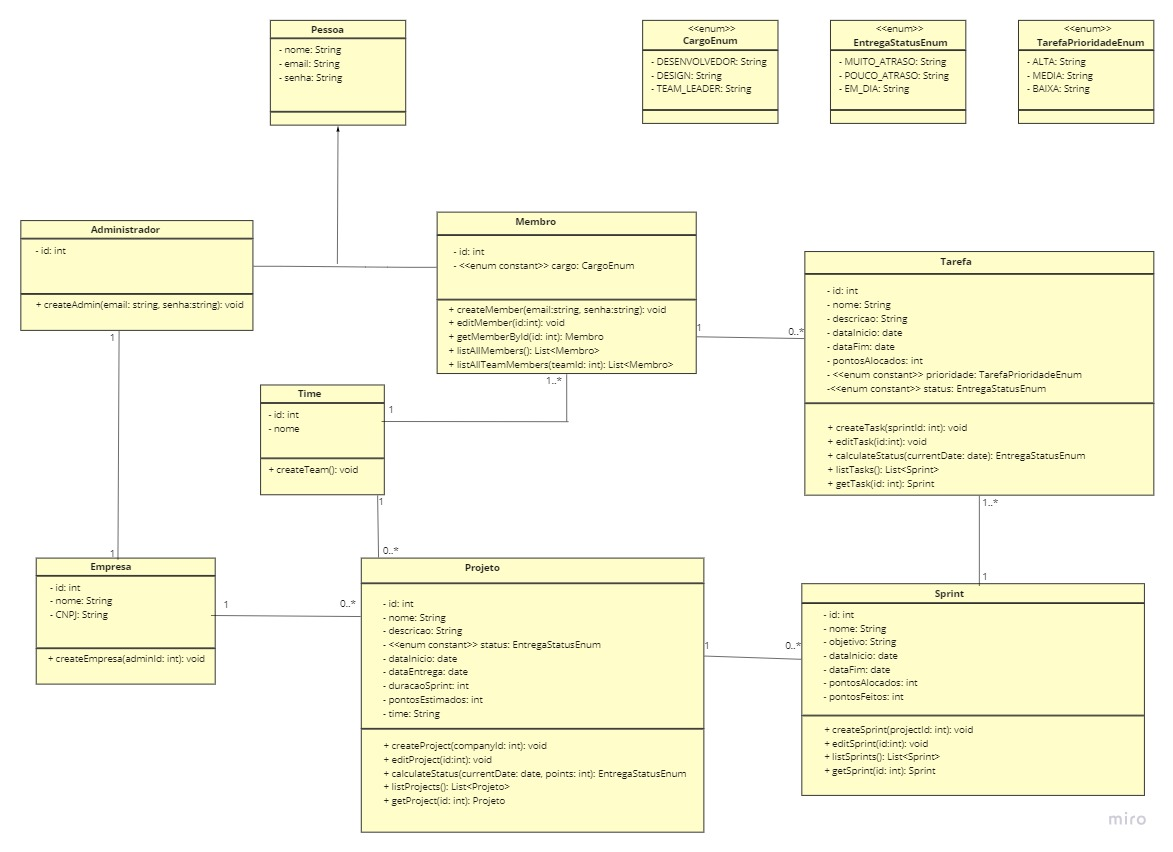 Pessoa
- nome: String
- email: String
- senha: String
<<enum>>
CargoEnum
- DESENVOLVEDOR: String
- DESIGN: String
- TEAM_LEADER: String
<<enum>>
EntregaStatusEnum
- MUITO_ATRASO: String
- POUCO_ATRASO: String
- EM_DIA: String
<<enum>>
TarefaPrioridadeEnum
- ALTA: String
- MEDIA: String
- BAIXA: String
Administrador
- id: int
+ createAdmin(email: string, senha:string): void
1
Membro
- id: int
- <<enum constant>> cargo: CargoEnum
+ createMember(email:string, senha:string): void
+ editMember(id:int): void
+ getMemberById(id: int): Membro
+ listAllMembers(): List<Membro>
+ listAllTeamMembers(teamId: int): List<Membro>
1
0..*
1..*
Tarefa
- id: int
- nome: String
- descricao: String
- dataInicio: date
- dataFim: date
- pontosAlocados: int
- <<enum constant>> prioridade: TarefaPrioridadeEnum
-<<enum constant>> status: EntregaStatusEnum
+ createTask(sprintId: int): void
+ editTask(id:int): void
+ calculateStatus(currentDate: date): EntregaStatusEnum
+ listTasks(): List<Sprint>
+ getTask(id: int): Sprint
1..*
1
Time
- id: int
- nome
+ createTeam(): void
1
1
0..*
1
Empresa
- id: int
- nome: String
- CNPJ: String
+ createEmpresa(adminId: int): void
1
0..*
Projeto
- id: int
- nome: String
- descricao: String
- <<enum constant>> status: EntregaStatusEnum
- dataInicio: date
- dataEntrega: date
- duracaoSprint: int
- pontosEstimados: int
- time: String
+ createProject(companyId: int): void
+ editProject(id:int): void
+ calculateStatus(currentDate: date, points: int): EntregaStatusEnum
+ listProjects(): List<Projeto>
+ getProject(id: int): Projeto
1
0..*
Sprint
- id: int
- nome: String
- objetivo: String
- dataInicio: date
- dataFim: date
- pontosAlocados: int
- pontosFeitos: int
+ createSprint(projectId: int): void
+ editSprint(id:int): void
+ listSprints(): List<Sprint>
+ getSprint(id: int): Sprint
miro